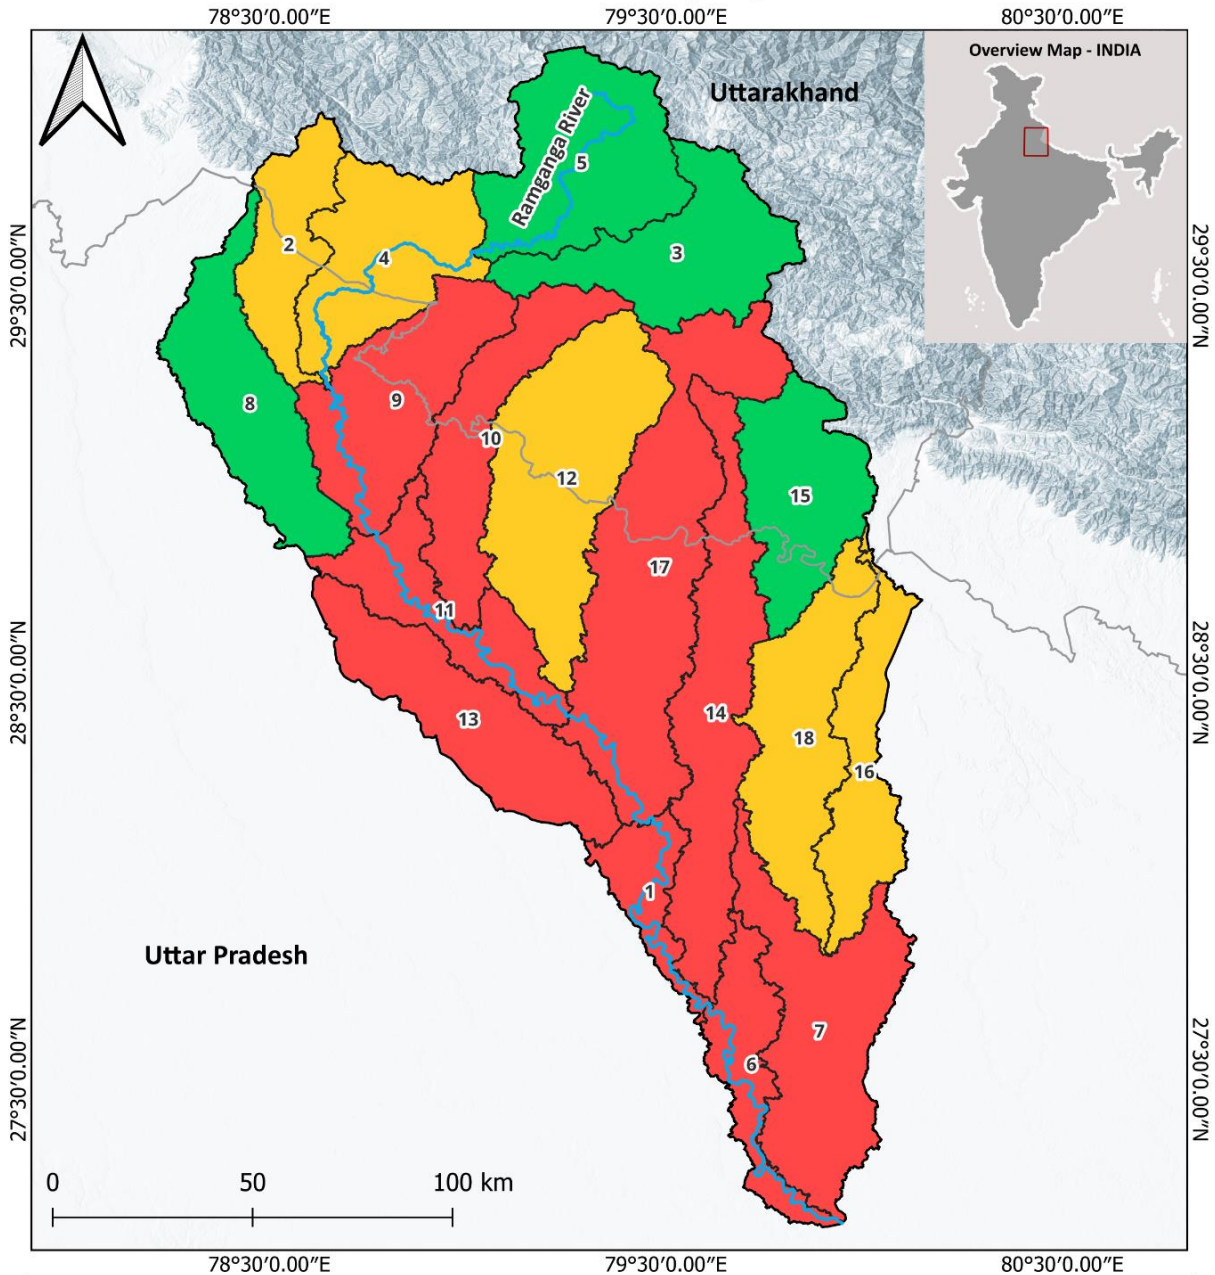 78°30′0.00″E
79°30′0.00″E
80°30′0.00″E
Overview Map - INDIA
Uttarakhand
Ramganga River
5
2
4
3
29°30′0.00″N
29°30′0.00″N
8
9
10
12
15
17
11
28°30′0.00″N
28°30′0.00″N
13
14
18
16
1
Uttar Pradesh
7
6
27°30′0.00″N
27°30′0.00″N
0 50 100 km
78°30′0.00″E
79°30′0.00″E
80°30′0.00″E